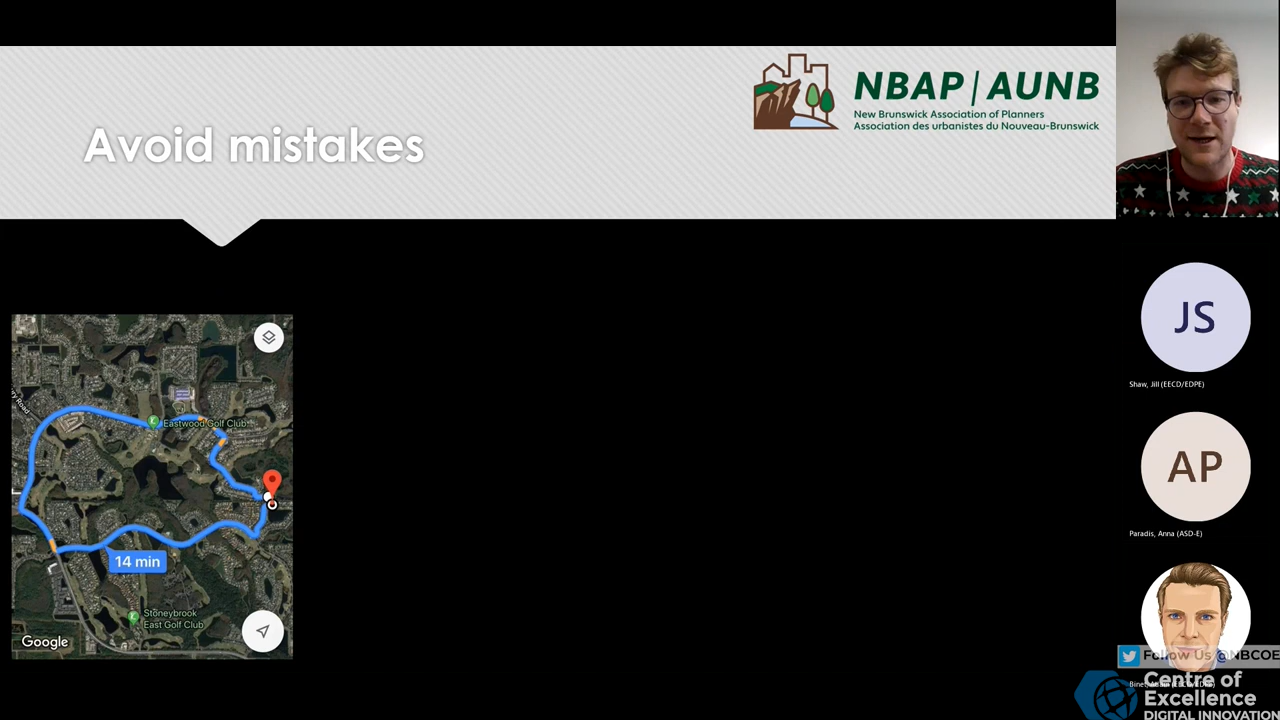 NBAP | AUNB
New Brunswick Association of Planners
Association des urbanistes du Nouveau-Brunswick
Avoid mistakes
Eastwood Golf Club
14 min
Stoneybrook
East Golf Club
Google
JS
Shaw, Jill (EECD/EDPE)
AP
Paradis, Anna (ASD-E)
Follow Us @NBCOE
Centre of
Excellence
DIGITAL INNOVATION